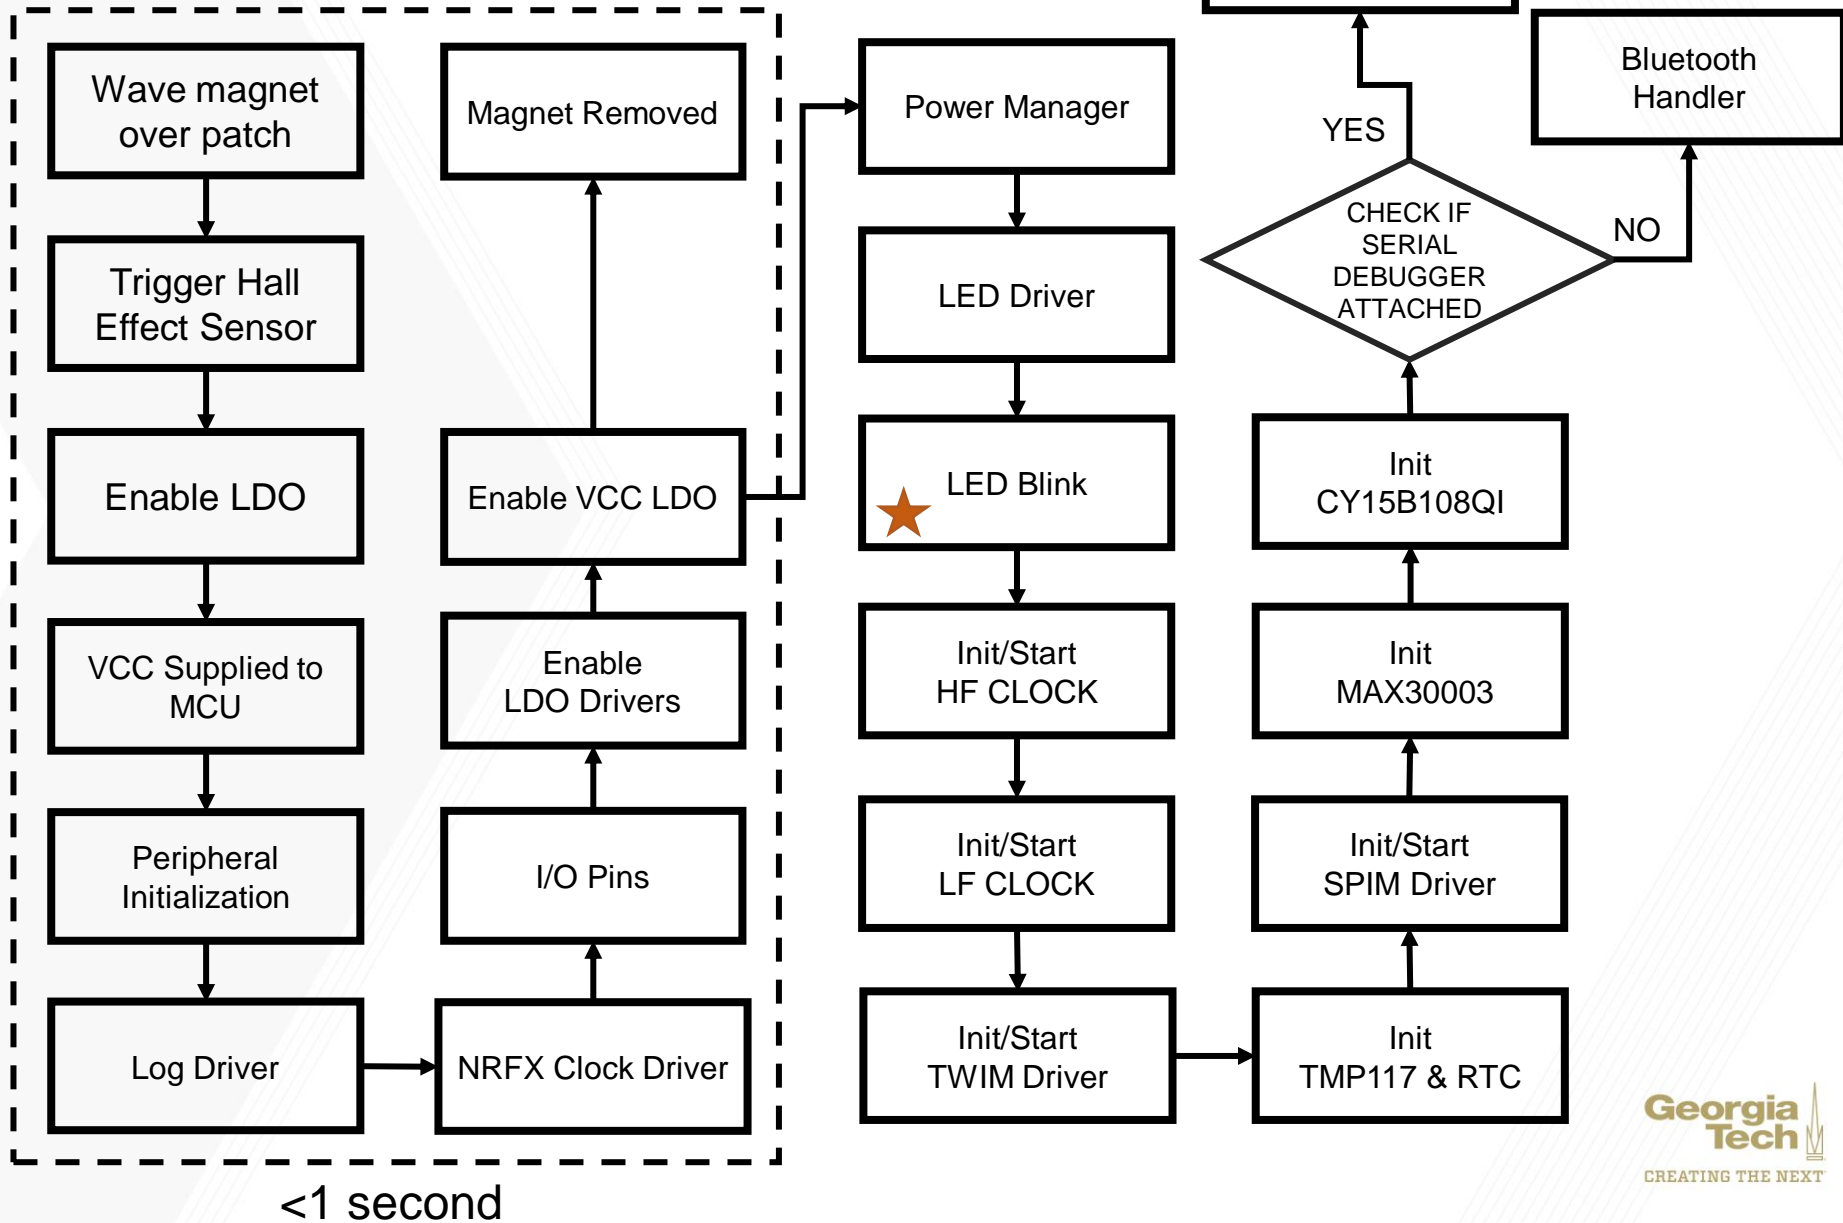 Wave magnet
over patch
Trigger Hall
Effect Sensor
Enable LDO
VCC Supplied to
MCU
Peripheral
Initialization
Log Driver
NRFX Clock Driver
I/O Pins
Enable
LDO Drivers
Enable VCC LDO
Magnet Removed
<1 second
Power Manager
LED Driver
LED Blink
Init/Start
HF CLOCK
Init/Start
LF CLOCK
Init/Start
TWIM Driver
Init
TMP117 & RTC
Init/Start
SPIM Driver
Init
MAX30003
Init
CY15B108QI
CHECK IF
SERIAL
DEBUGGER
ATTACHED
YES
NO
Bluetooth
Handler
Georgia
Tech
CREATING THE NEXT